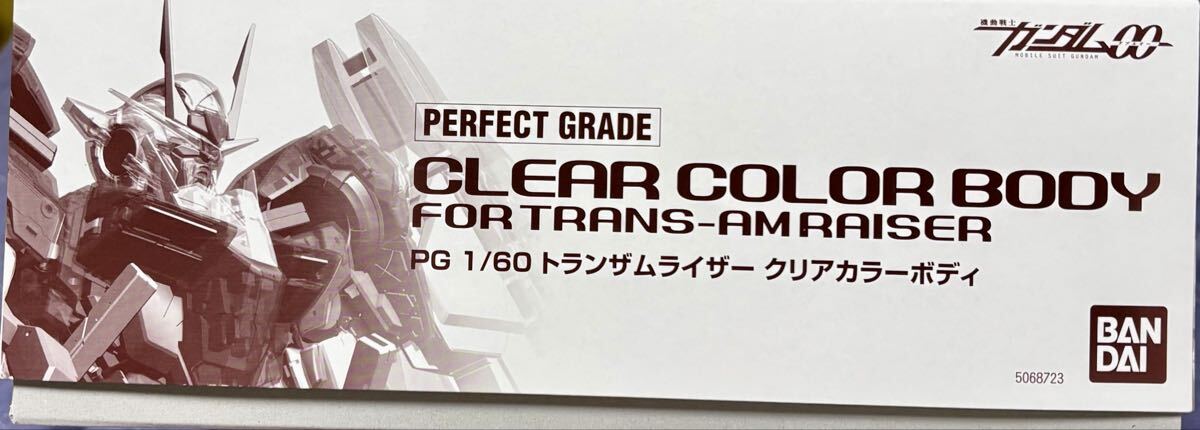 機動戦士
ガンダム00
MOBILE SUIT GUNDAM
PERFECT GRADE
CLEAR COLOR BODY
FOR TRANS-AM RAISER
PG 1/60 トランザムライザー クリアカラーボディ
BAN
DAI
5068723